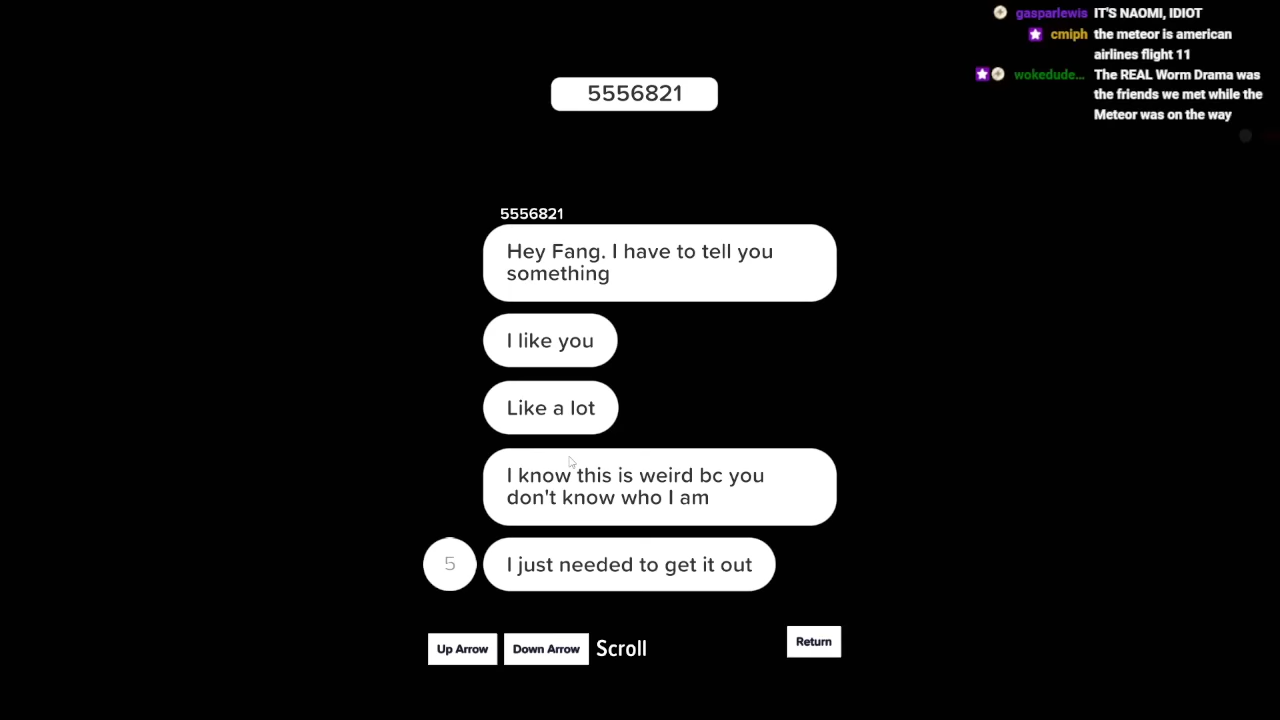 5556821
5556821
Hey Fang. I have to tell you
something
I like you
Like a lot
I know this is weird bc you
don't know who I am
5
I just needed to get it out
Up Arrow
Down Arrow
Scroll
Return
gasparlewis IT'S NAOMI, IDIOT
cmiph the meteor is american
airlines flight 11
wokedude... The REAL Worm Drama was
the friends we met while the
Meteor was on the way